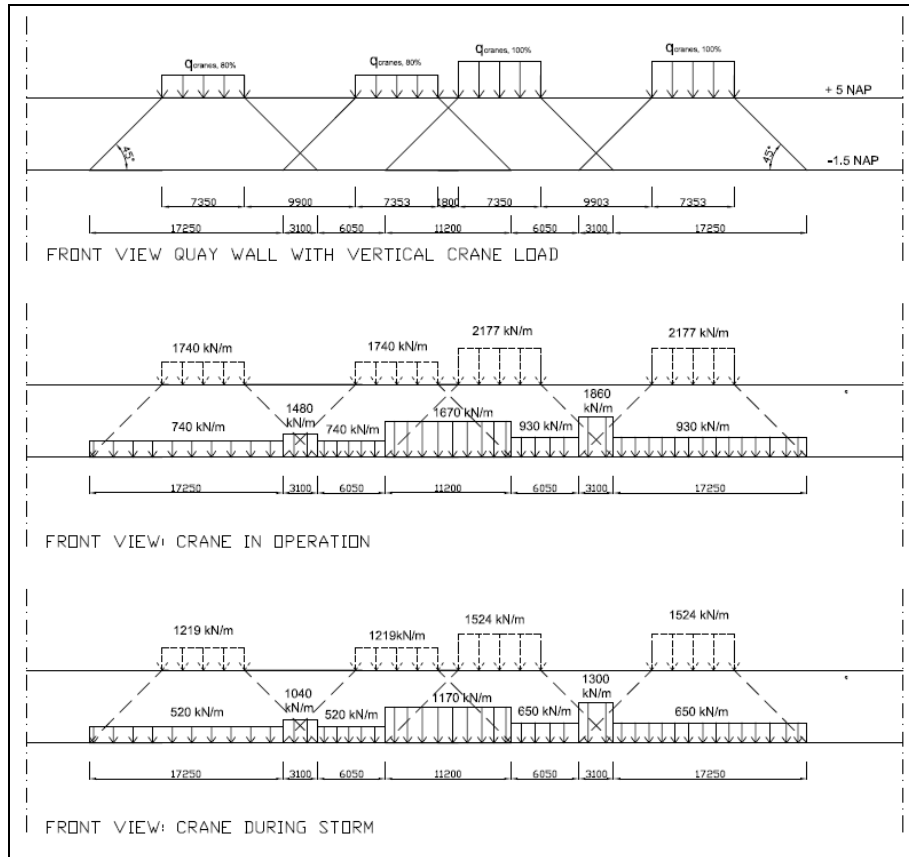 qcranes, 80%
qcranes, 80%
qcranes, 100%
qcranes, 100%
+ 5 NAP
45°
45°
-1.5 NAP
7350 9900 7353 1800 7350 9903 7353
17250 3100 6050 11200 6050 3100 17250
FRONT VIEW QUAY WALL WITH VERTICAL CRANE LOAD
1740 kN/m 1740 kN/m 2177 kN/m 2177 kN/m
740 kN/m
1480 kN/m
740 kN/m
1670 kN/m
930 kN/m
1860 kN/m
930 kN/m
17250 3100 6050 11200 6050 3100 17250
FRONT VIEW: CRANE IN OPERATION
1219 kN/m 1219kN/m 1524 kN/m 1524 kN/m
520 kN/m
1040 kN/m
520 kN/m
1170 kN/m
650 kN/m
1300 kN/m
650 kN/m
17250 3100 6050 11200 6050 3100 17250
FRONT VIEW: CRANE DURING STORM